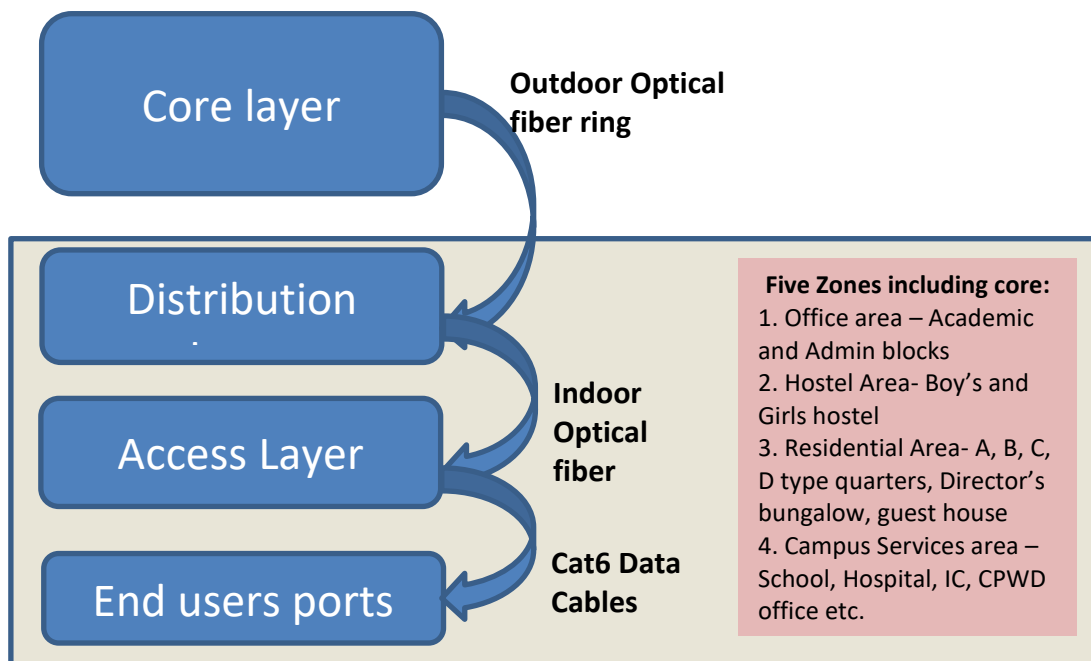 Core layer
Outdoor Optical
fiber ring
Distribution
Access Layer
Indoor
Optical
fiber
End users ports
Cat6 Data
Cables
Five Zones including core:
1. Office area – Academic
and Admin blocks
2. Hostel Area- Boy’s and
Girls hostel
3. Residential Area- A, B, C,
D type quarters, Director’s
bungalow, guest house
4. Campus Services area –
School, Hospital, IC, CPWD
office etc.